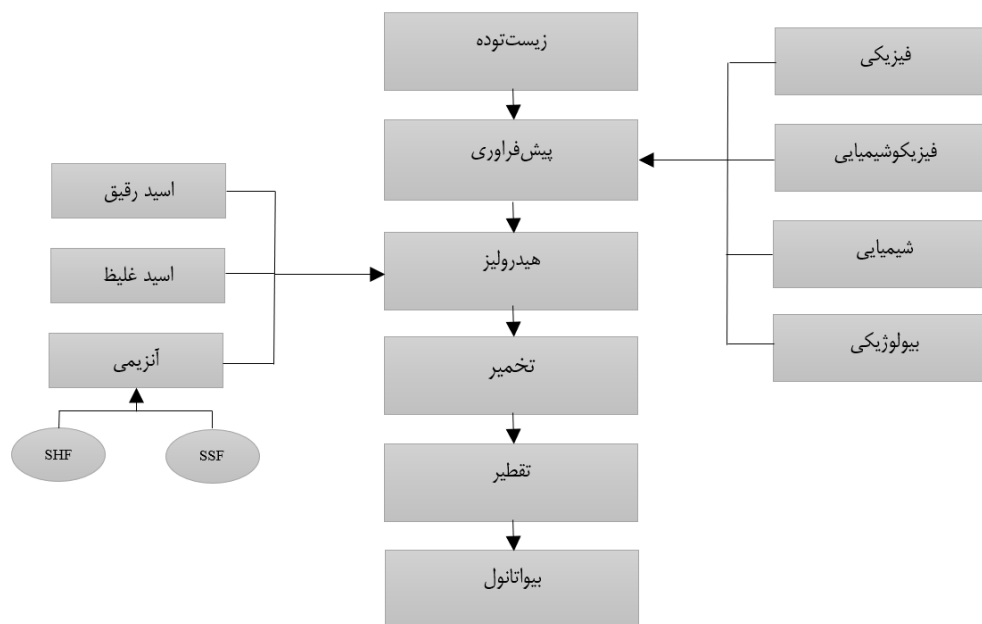 زیست‌توده
پیش‌فراوری
هیدرولیز
تخمیر
تقطیر
بیواتانول
فیزیکی
فیزیکوشیمیایی
شیمیایی
بیولوژیکی
اسید رقیق
اسید غلیظ
آنزیمی
SHF
SSF